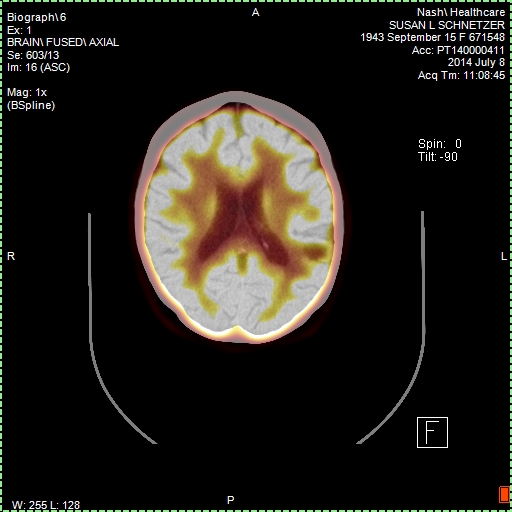 Biograph\6
Ex: 1
BRAIN\FUSED\AXIAL
Se: 603/13
Im: 16 (ASC)
Mag: 1x
(BSpline)
A
Nash\Healthcare
SUSAN L SCHNETZER
1943 September 15 F 671548
Acc: PT140000411
2014 July 8
Acq Tm: 11:08:45
Spin: 0
Tilt: -90
R
L
F
W: 255 L: 128
P